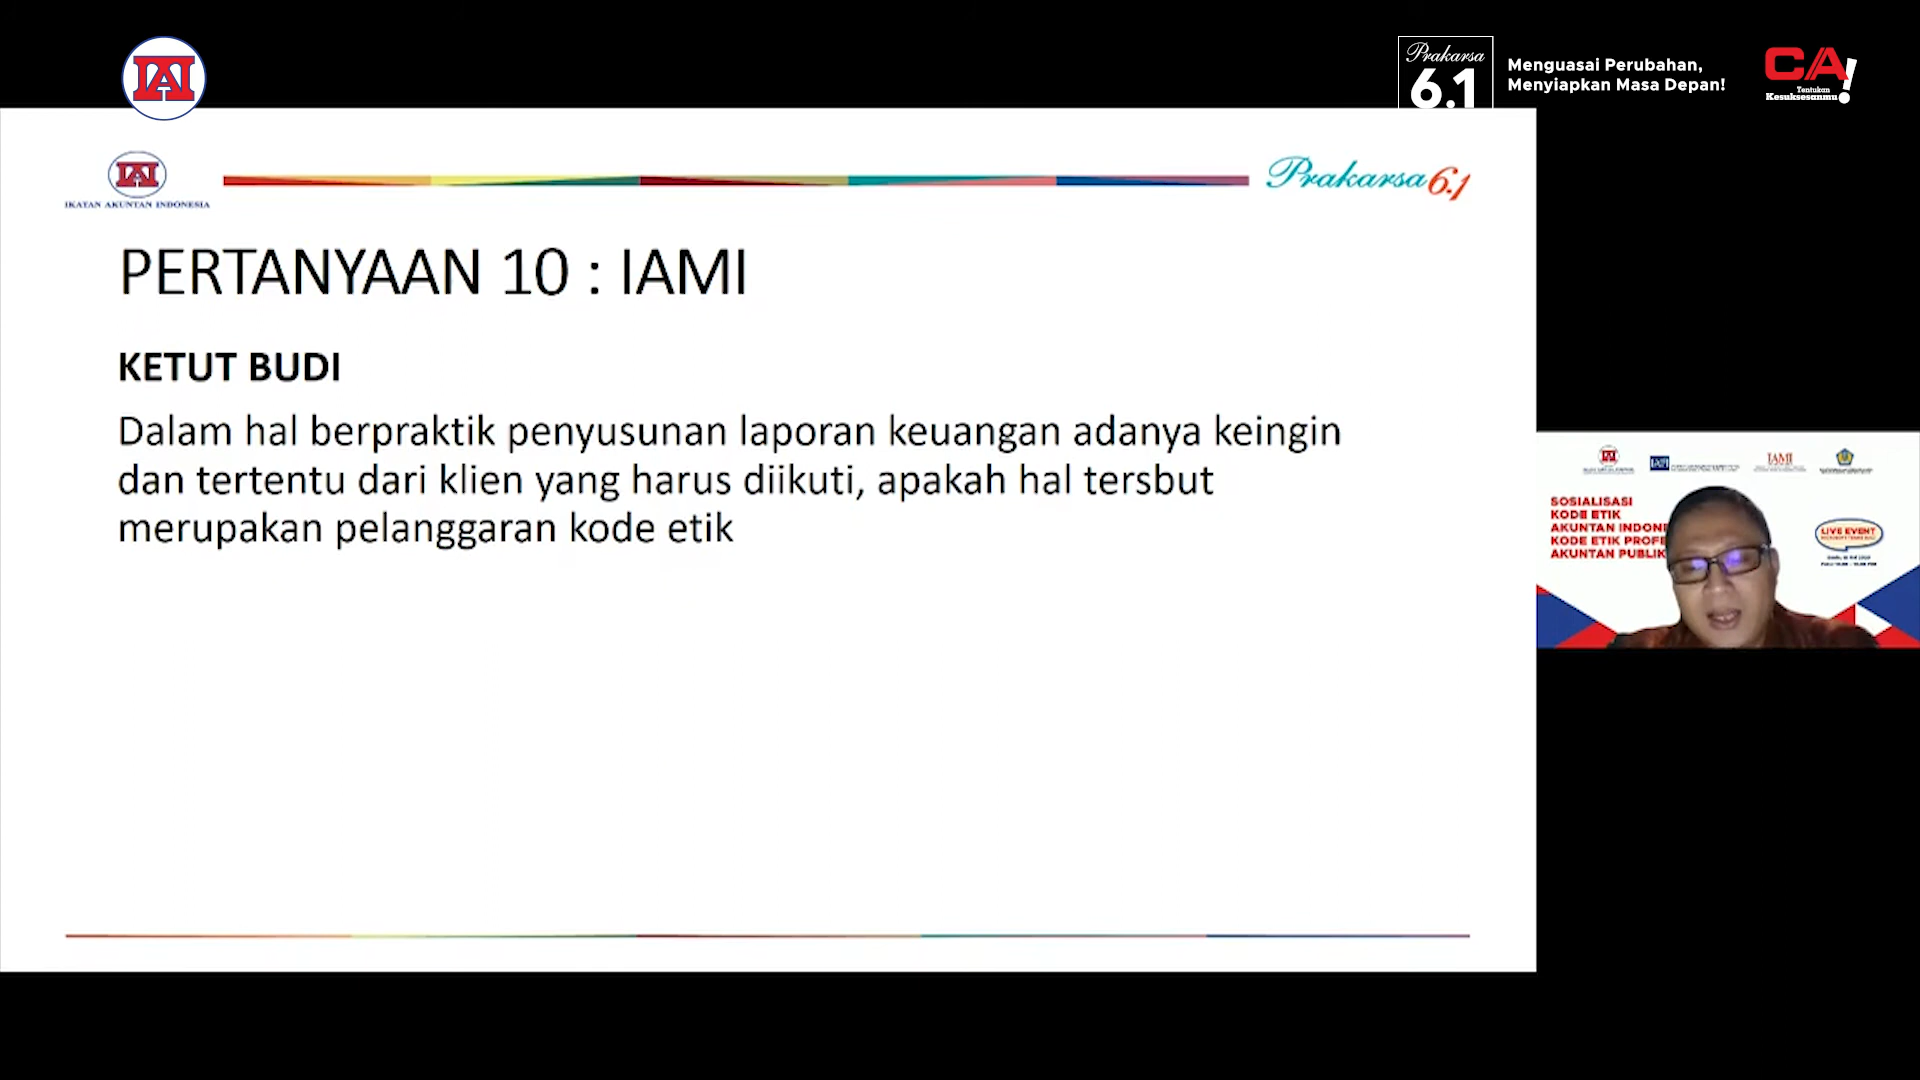 IAI
Prakarsa
6.1
Menguasai Perubahan,
Menyiapkan Masa Depan!
CA!
Tentukan
Kesuksesanmu
IAI
IKATAN AKUNTAN INDONESIA
Prakarsa 6.1
PERTANYAAN 10 : IAMI
KETUT BUDI
Dalam hal berpraktik penyusunan laporan keuangan adanya keingin
dan tertentu dari klien yang harus diikuti, apakah hal tersbut
merupakan pelanggaran kode etik
IAMI
SOSIALISASI
KODE ETIK
AKUNTAN INDONE
KODE ETIK PROFE
AKUNTAN PUBLIK
LIVE EVENT